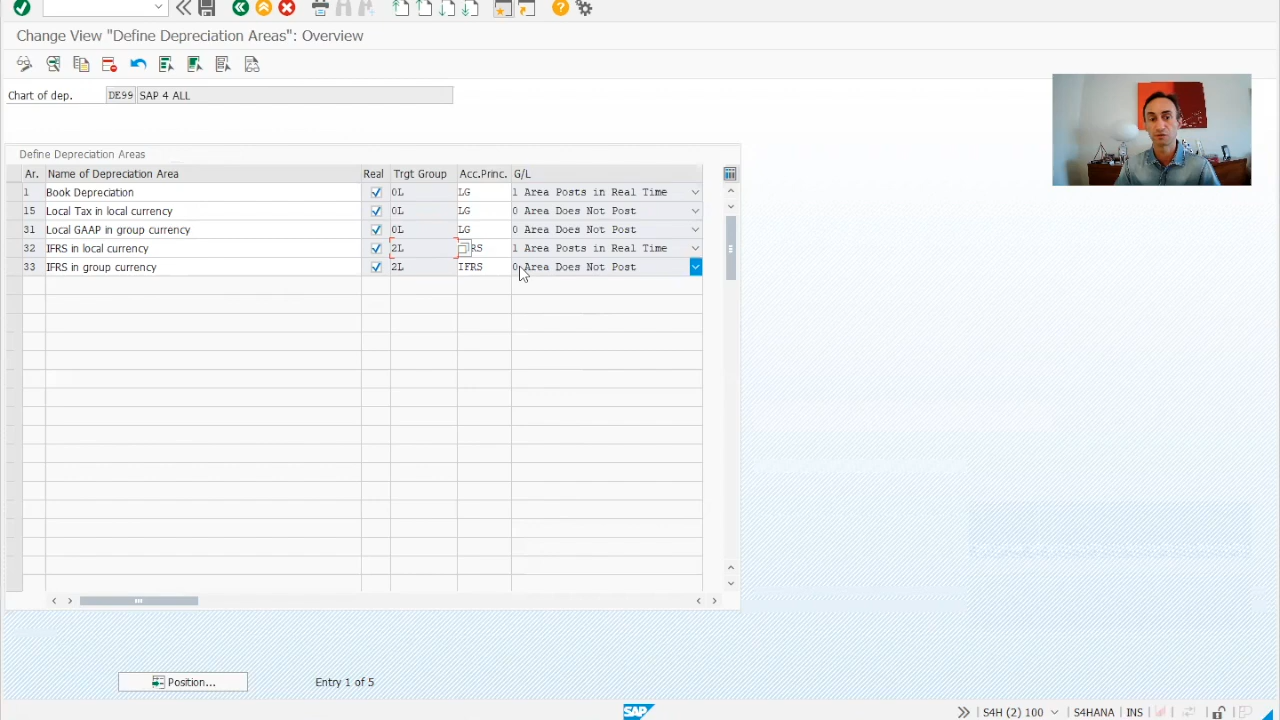 Change View "Define Depreciation Areas": Overview
Chart of dep. DE99 SAP 4 ALL
Define Depreciation Areas
Ar. Name of Depreciation Area Real Trgt Group Acc.Princ. G/L
1 Book Depreciation 0L LG 1 Area Posts in Real Time
15 Local Tax in local currency 0L LG 0 Area Does Not Post
31 Local GAAP in group currency 0L LG 0 Area Does Not Post
32 IFRS in local currency 2L RS 1 Area Posts in Real Time
33 IFRS in group currency 2L IFRS 0 Area Does Not Post
Position... Entry 1 of 5
SAP S4H (2) 100 S4HANA INS